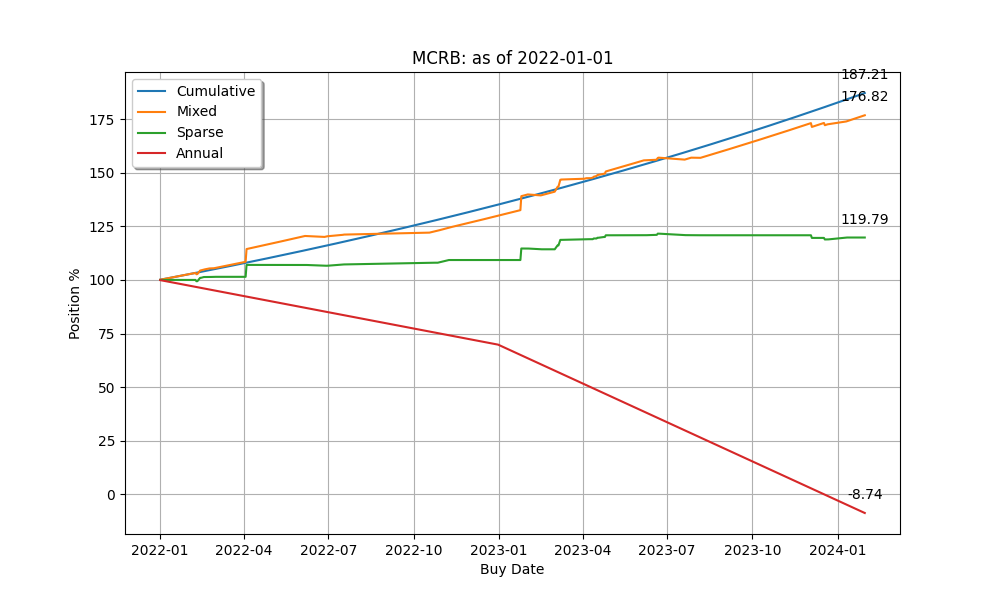 MCRB: as of 2022-01-01
Cumulative
Mixed
Sparse
Annual
187.21
176.82
119.79
-8.74
175
150
125
100
75
50
25
0
Position %
2022-01 2022-04 2022-07 2022-10 2023-01 2023-04 2023-07 2023-10 2024-01
Buy Date